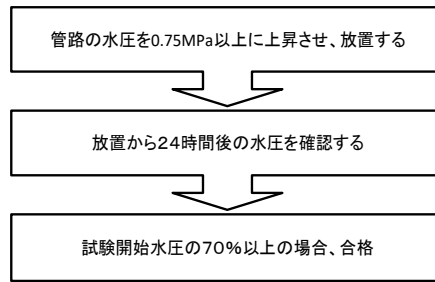 管路の水圧を0.75MPa以上に上昇させ、放置する
放置から24時間後の水圧を確認する
試験開始水圧の70%以上の場合、合格